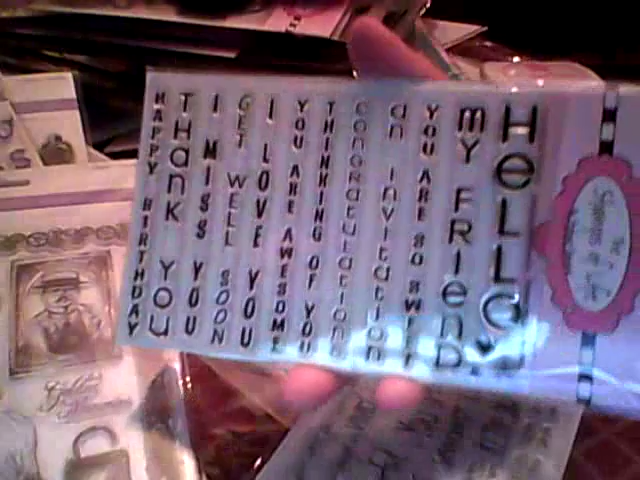 HeLLo
my FRIenD
YOU ARE SO SWEET
an InVITaTIon
congratulations
THINKING OF YOU
YOU ARE AWESOME
I LOVE YOU
GET WELL SOON
I MISS YOU
THanK YOU
HAPPY BIRTHDAY